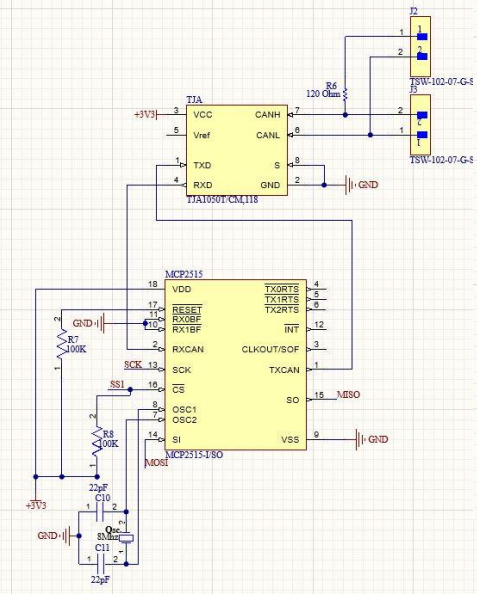 J2
1
1
2
2
TSW-102-07-G-S
R6
120 Ohm
J3
2
1
TSW-102-07-G-S
TJA
+3V3
3
VCC
CANH
7
5
Vref
CANL
6
1
TXD
S
8
4
RXD
GND
2
GND
TJA1050T/CM,118
MCP2515
18
VDD
TX0RTS
4
TX1RTS
5
17
RESET
TX2RTS
6
GND
11
RX0BF
10
RX1BF
INT
12
2
RXCAN
CLKOUT/SOF
3
SCK
13
SCK
TXCAN
1
SS1
16
CS
SO
15
MISO
8
OSC1
7
OSC2
14
SI
VSS
9
GND
MOSI
MCP2515-I/SO
2
R7
100K
1
2
R8
100K
1
+3V3
22pF
C10
1
2
GND
Osc
8Mhz
2
1
C11
1
2
22pF